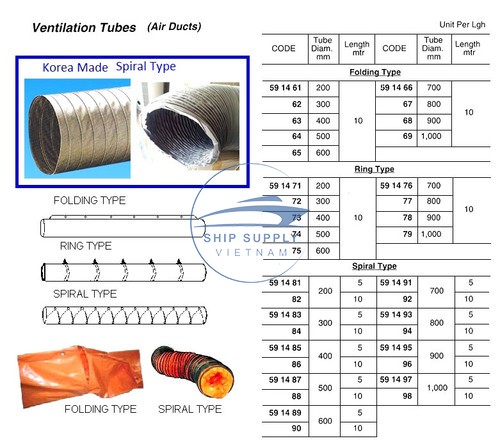 Ventilation Tubes (Air Ducts)
Unit Per Lgh
Korea Made Spiral Type
FOLDING TYPE
RING TYPE
SPIRAL TYPE
FOLDING TYPE SPIRAL TYPE
SHIP SUPPLY
VIETNAM
CODE Tube Diam. mm Length mtr CODE Tube Diam. mm Length mtr
Folding Type
59 14 61 200 10 59 14 66 700 10
62 300 67 800
63 400 68 900
64 500 69 1,000
65 600
Ring Type
59 14 71 200 10 59 14 76 700 10
72 300 77 800
73 400 78 900
74 500 79 1,000
75 600
Spiral Type
59 14 81 200 5 59 14 91 700 5
82 10 92 10
59 14 83 300 5 59 14 93 800 5
84 10 94 10
59 14 85 400 5 59 14 95 900 5
86 10 96 10
59 14 87 500 5 59 14 97 1,000 5
88 10 98 10
59 14 89 600 5
90 10